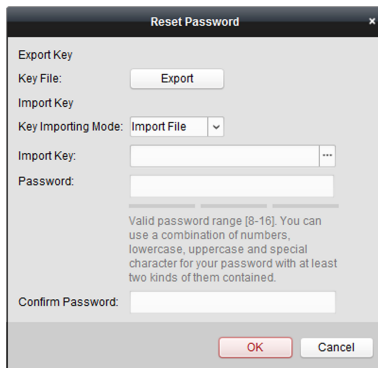 Reset Password ×
Export Key
Key File: Export
Import Key
Key Importing Mode: Import File
Import Key: ...
Password:
Valid password range [8-16]. You can
use a combination of numbers,
lowercase, uppercase and special
character for your password with at least
two kinds of them contained.
Confirm Password:
OK Cancel